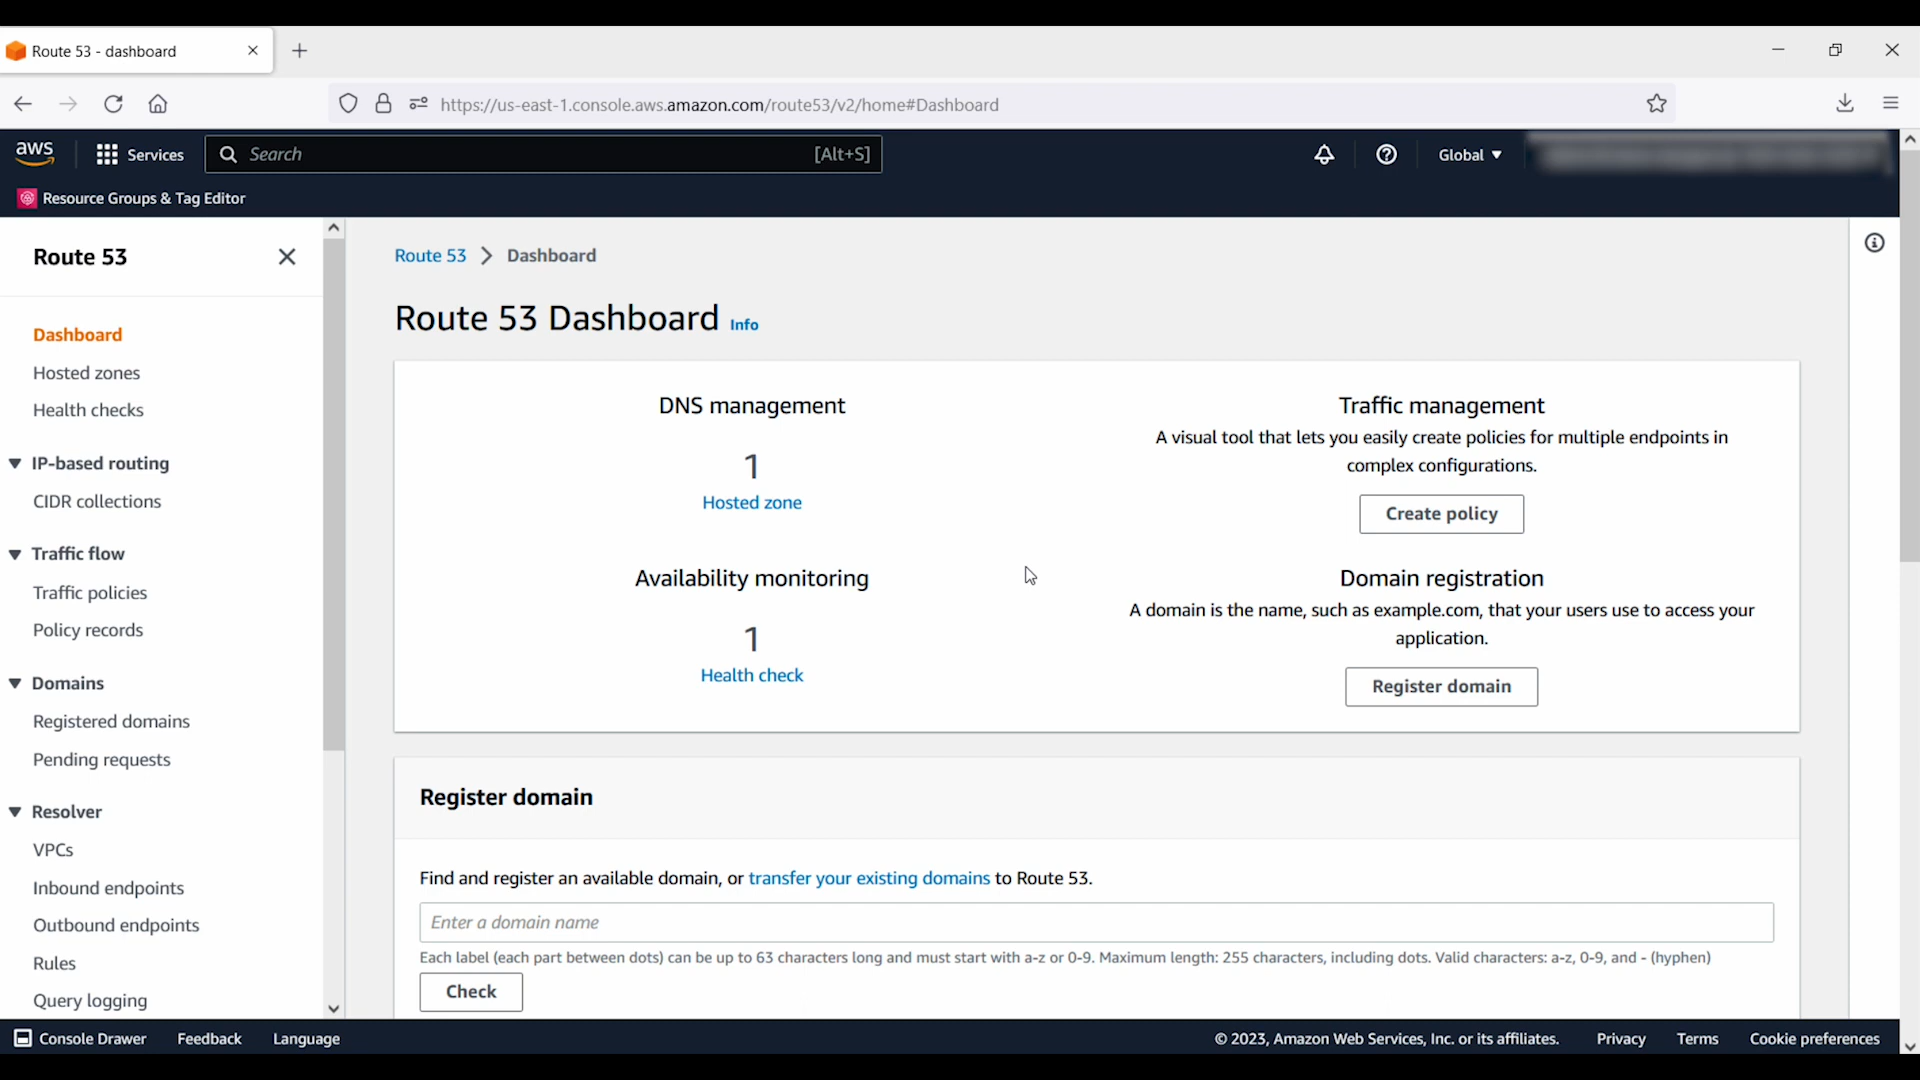 Route 53 - dashboard
https://us-east-1.console.aws.amazon.com/route53/v2/home#Dashboard
aws
Services
Search
[Alt+S]
Global
Resource Groups & Tag Editor
Route 53
Dashboard
Hosted zones
Health checks
IP-based routing
CIDR collections
Traffic flow
Traffic policies
Policy records
Domains
Registered domains
Pending requests
Resolver
VPCs
Inbound endpoints
Outbound endpoints
Rules
Query logging
Route 53 > Dashboard
Route 53 Dashboard Info
DNS management
1
Hosted zone
Traffic management
A visual tool that lets you easily create policies for multiple endpoints in
complex configurations.
Create policy
Availability monitoring
1
Health check
Domain registration
A domain is the name, such as example.com, that your users use to access your
application.
Register domain
Register domain
Find and register an available domain, or transfer your existing domains to Route 53.
Enter a domain name
Each label (each part between dots) can be up to 63 characters long and must start with a-z or 0-9. Maximum length: 255 characters, including dots. Valid characters: a-z, 0-9, and - (hyphen)
Check
Console Drawer
Feedback
Language
© 2023, Amazon Web Services, Inc. or its affiliates.
Privacy
Terms
Cookie preferences